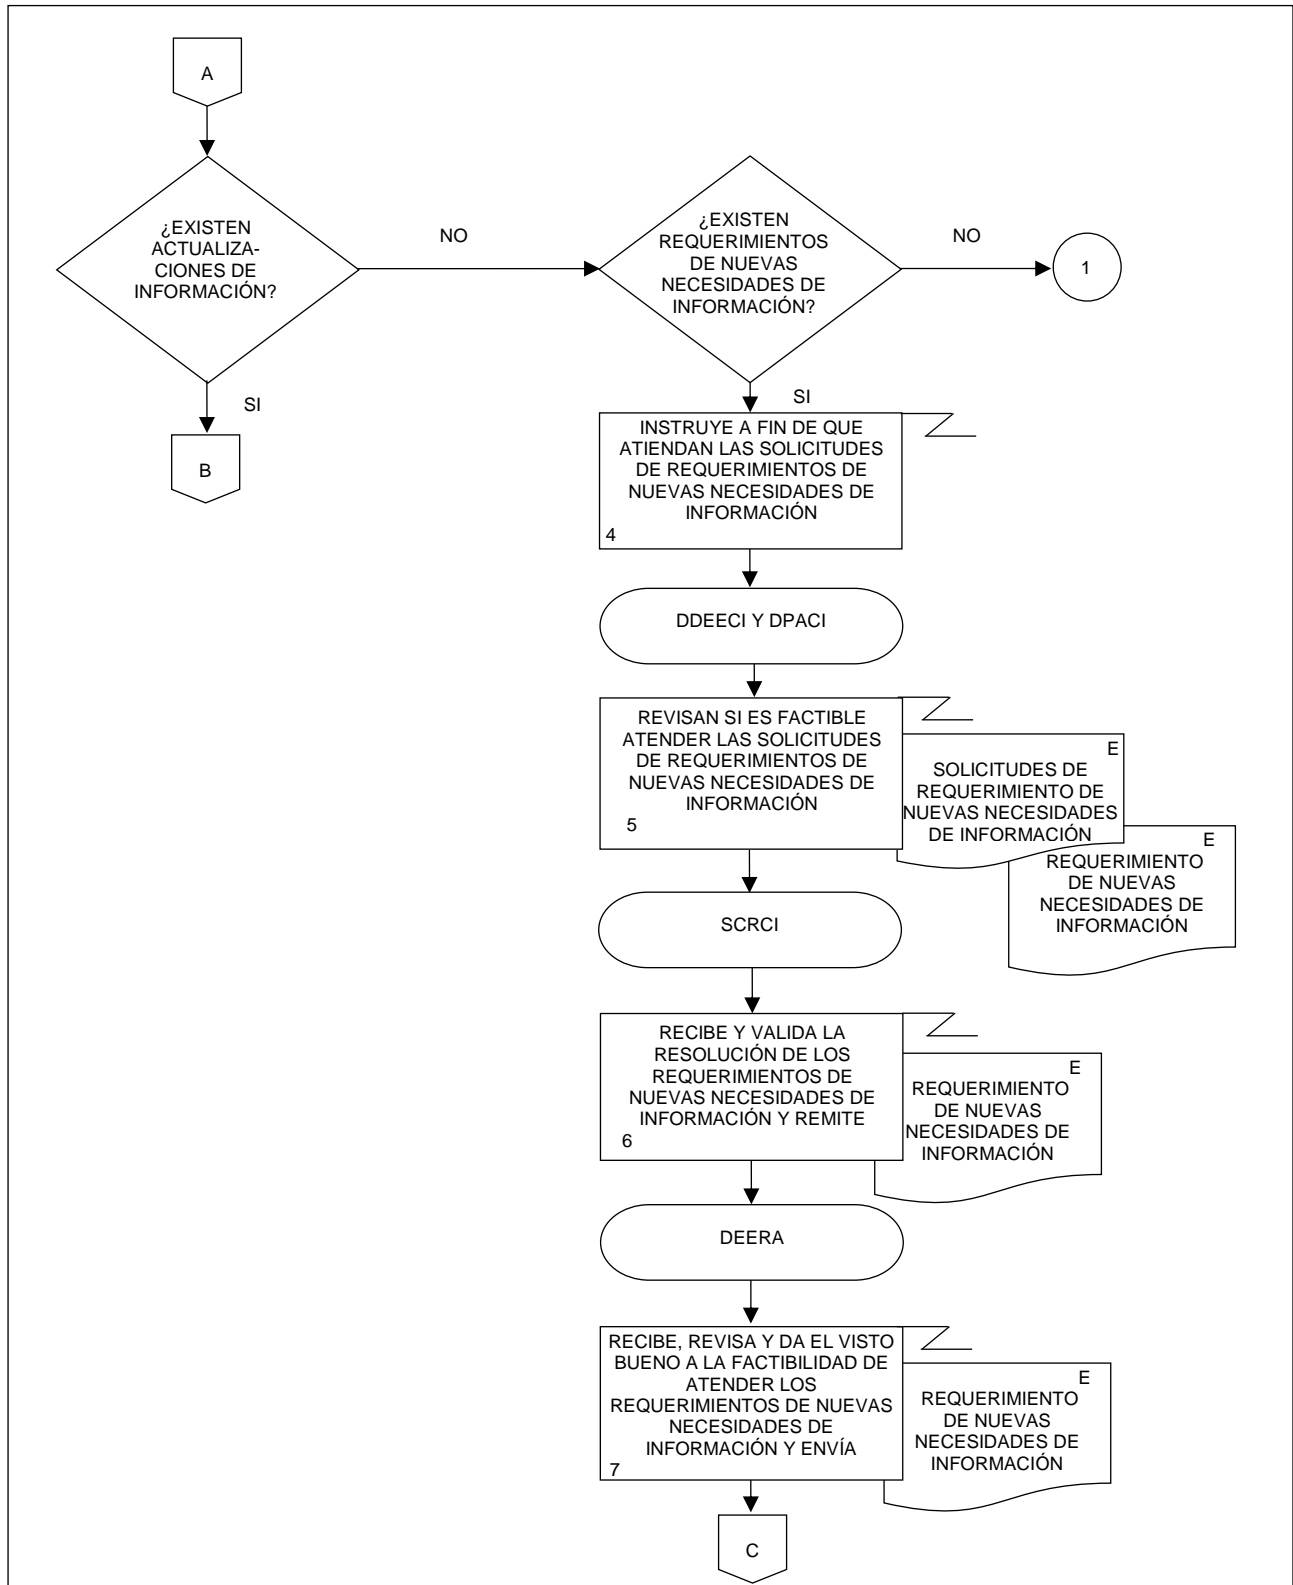 A
¿EXISTEN
ACTUALIZA-
CIONES DE
INFORMACIÓN?
NO
¿EXISTEN
REQUERIMIENTOS
DE NUEVAS
NECESIDADES DE
INFORMACIÓN?
NO
1
SI
B
SI
INSTRUYE A FIN DE QUE
ATIENDAN LAS SOLICITUDES
DE REQUERIMIENTOS DE
NUEVAS NECESIDADES DE
INFORMACIÓN
4
DDEECI Y DPACI
REVISAN SI ES FACTIBLE
ATENDER LAS SOLICITUDES
DE REQUERIMIENTOS DE
NUEVAS NECESIDADES DE
INFORMACIÓN
5
E
SOLICITUDES DE
REQUERIMIENTO DE
NUEVAS NECESIDADES
DE INFORMACIÓN
E
REQUERIMIENTO
DE NUEVAS
NECESIDADES DE
INFORMACIÓN
SCRCI
RECIBE Y VALIDA LA
RESOLUCIÓN DE LOS
REQUERIMIENTOS DE
NUEVAS NECESIDADES DE
INFORMACIÓN Y REMITE
6
E
REQUERIMIENTO
DE NUEVAS
NECESIDADES DE
INFORMACIÓN
DEERA
RECIBE, REVISA Y DA EL VISTO
BUENO A LA FACTIBILIDAD DE
ATENDER LOS
REQUERIMIENTOS DE NUEVAS
NECESIDADES DE
INFORMACIÓN Y ENVÍA
7
E
REQUERIMIENTO
DE NUEVAS
NECESIDADES DE
INFORMACIÓN
C